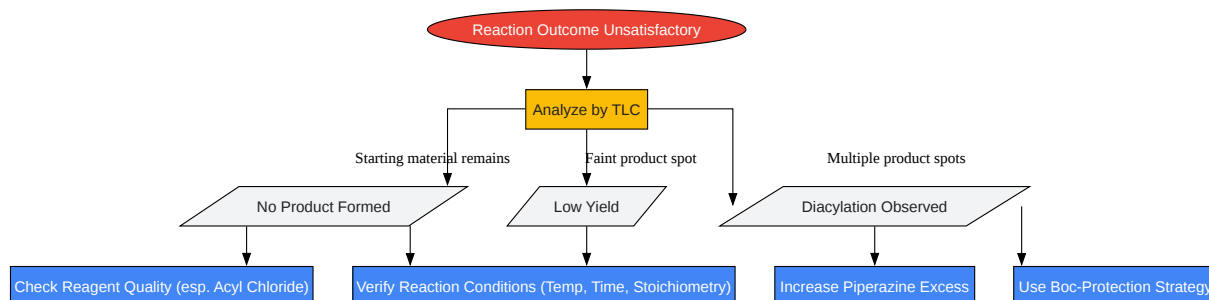 Reaction Outcome Unsatisfactory
Analyze by TLC
Starting material remains
Faint product spot
Multiple product spots
No Product Formed
Low Yield
Diacylation Observed
Check Reagent Quality (esp. Acyl Chloride)
Verify Reaction Conditions (Temp, Time, Stoichiometry)
Increase Piperazine Excess
Use Boc-Protection Strategy